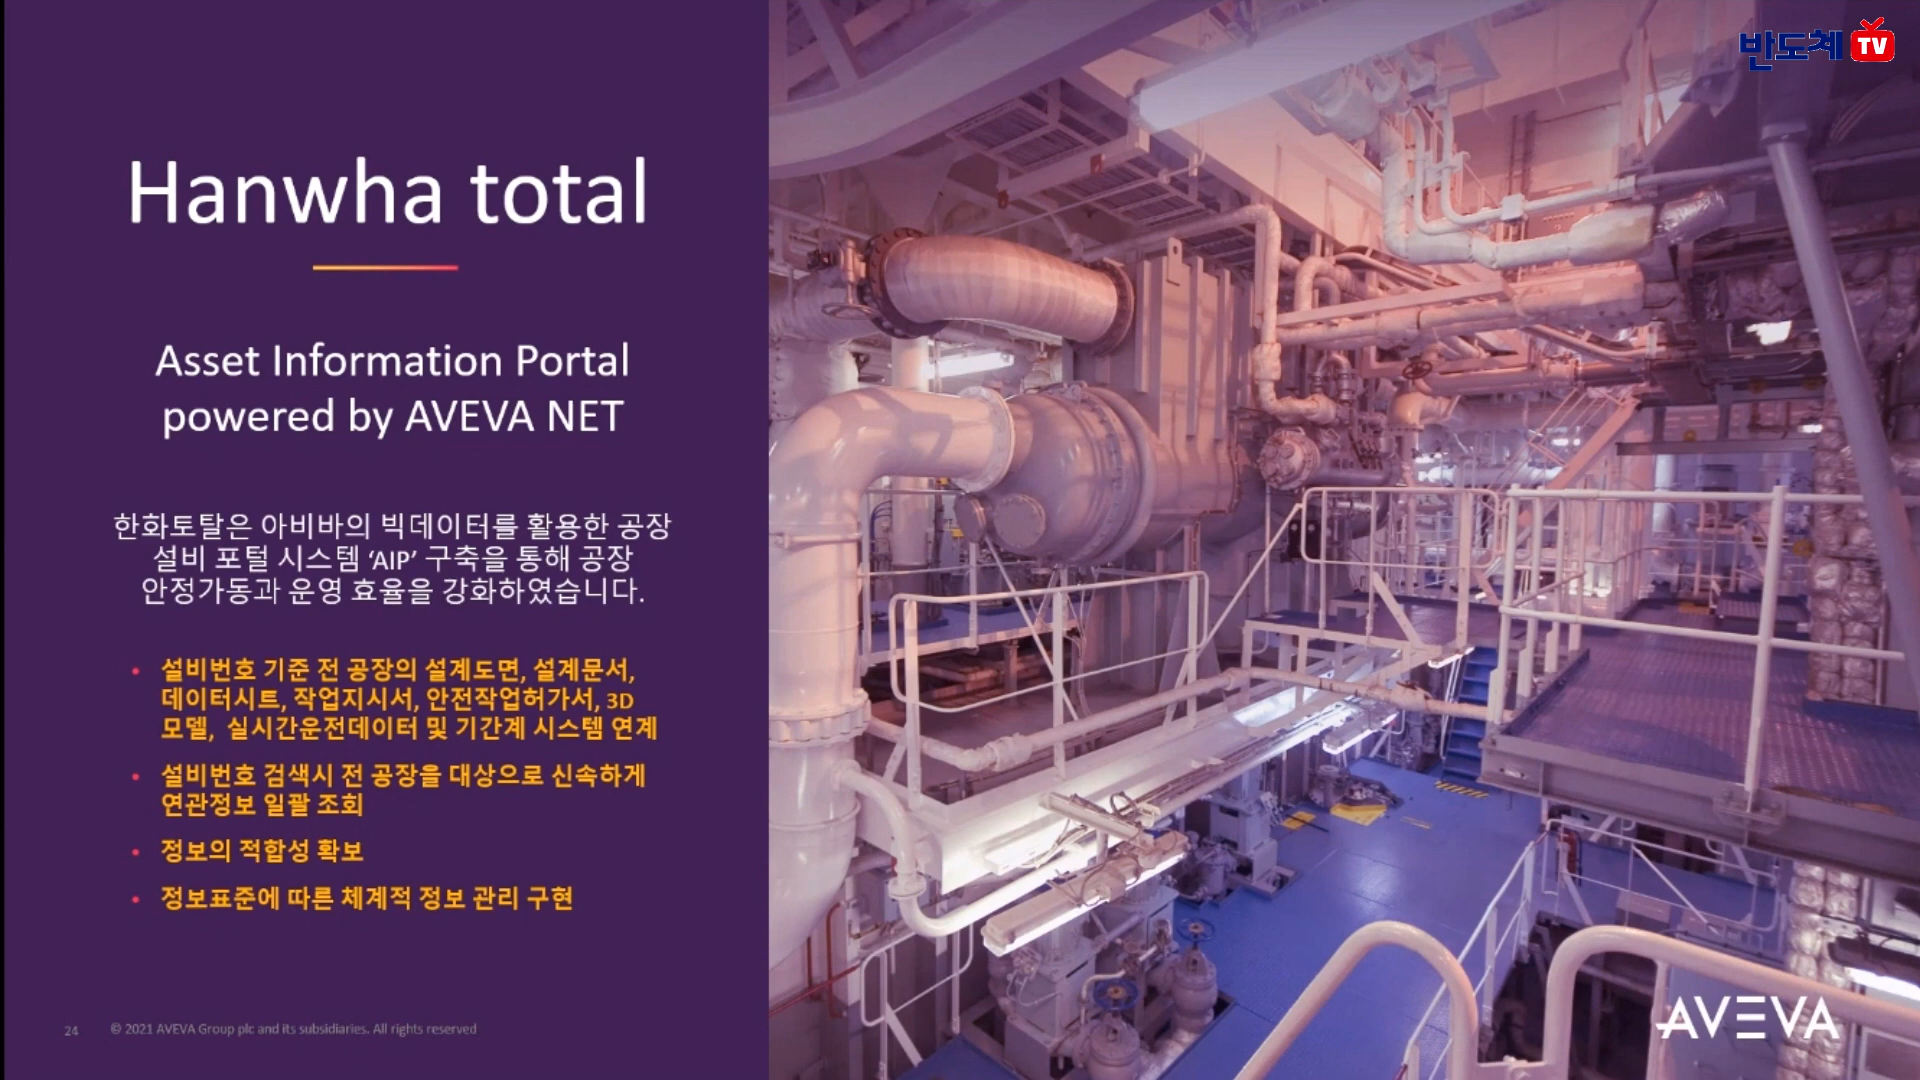 반도체 TV
Hanwha total
Asset Information Portal
powered by AVEVA NET
한화토탈은 아비바의 빅데이터를 활용한 공장
설비 포털 시스템 ‘AIP’ 구축을 통해 공장
안정가동과 운영 효율을 강화하였습니다.
• 설비번호 기준 전 공장의 설계도면, 설계문서,
데이터시트, 작업지시서, 안전작업허가서, 3D
모델, 실시간운전데이터 및 기간계 시스템 연계
• 설비번호 검색시 전 공장을 대상으로 신속하게
연관정보 일괄 조회
• 정보의 적합성 확보
• 정보표준에 따른 체계적 정보 관리 구현
24 © 2021 AVEVA Group plc and its subsidiaries. All rights reserved
AVEVA